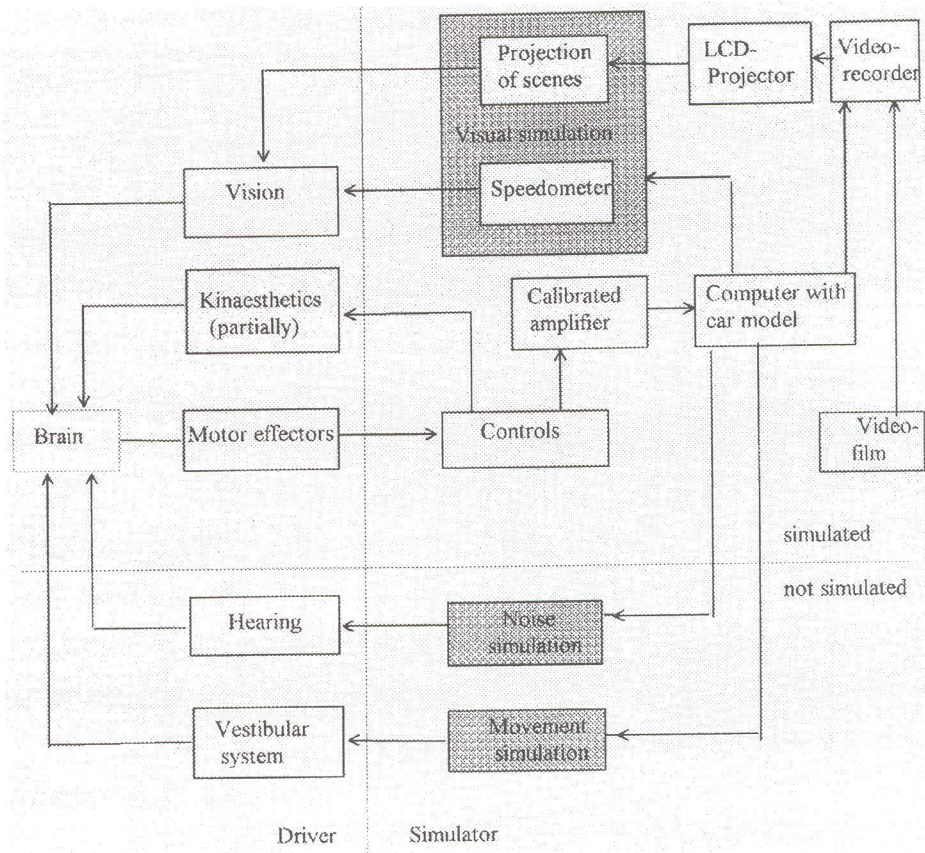 Projection
of scenes
LCD-
Projector
Video-
recorder
Visual simulation
Vision
Speedometer
Kinaesthetics
(partially)
Calibrated
amplifier
Computer with
car model
Brain
Motor effectors
Controls
Video-
film
simulated
not simulated
Hearing
Noise
simulation
Vestibular
system
Movement
simulation
Driver
Simulator